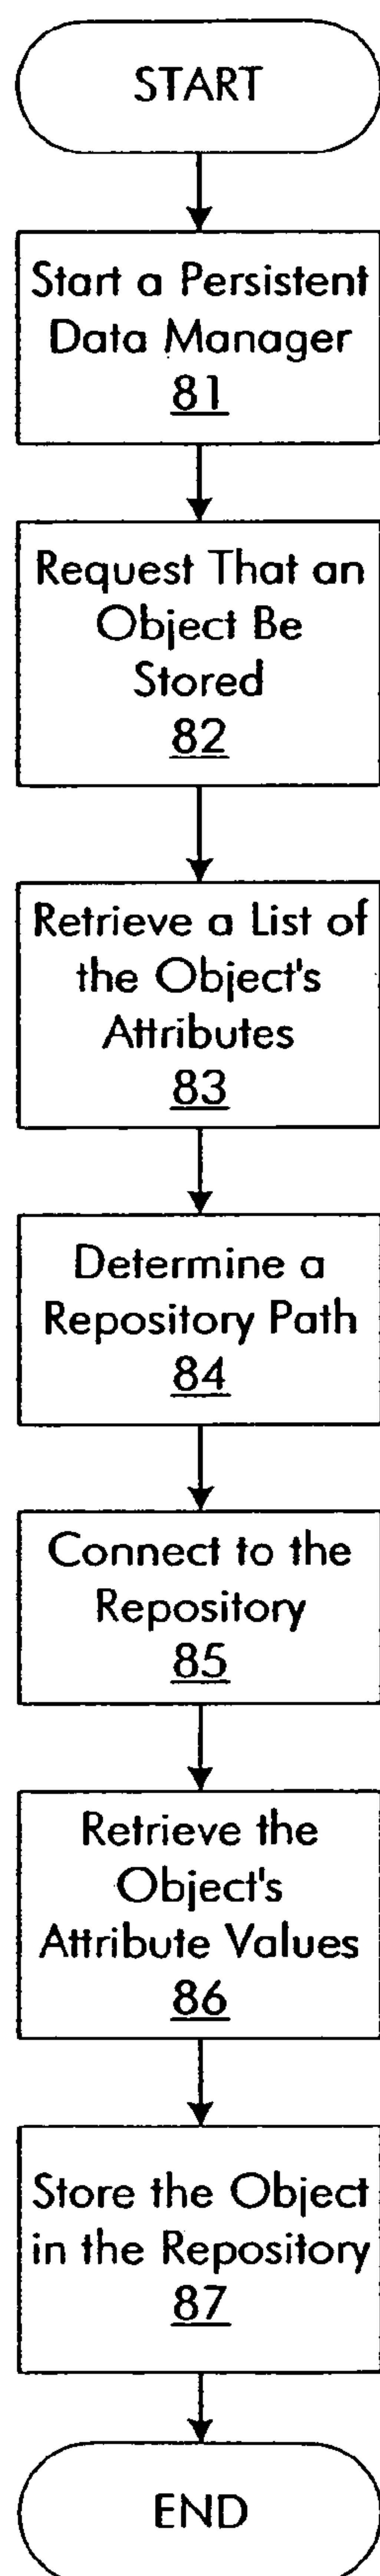 START
Start a Persistent
Data Manager
81
Request That an
Object Be
Stored
82
Retrieve a List of
the Object's
Attributes
83
Determine a
Repository Path
84
Connect to the
Repository
85
Retrieve the
Object's
Attribute Values
86
Store the Object
in the Repository
87
END